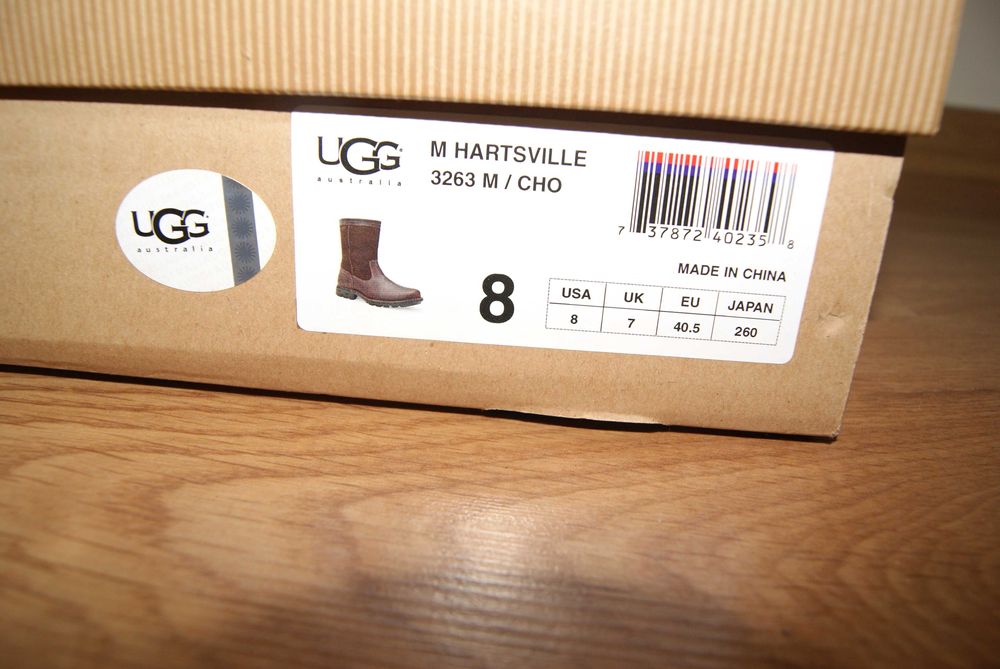 UGG
australia
UGG
australia
M HARTSVILLE
3263 M / CHO
7 37872 40235 8
MADE IN CHINA
8
USA UK EU JAPAN
8 7 40.5 260